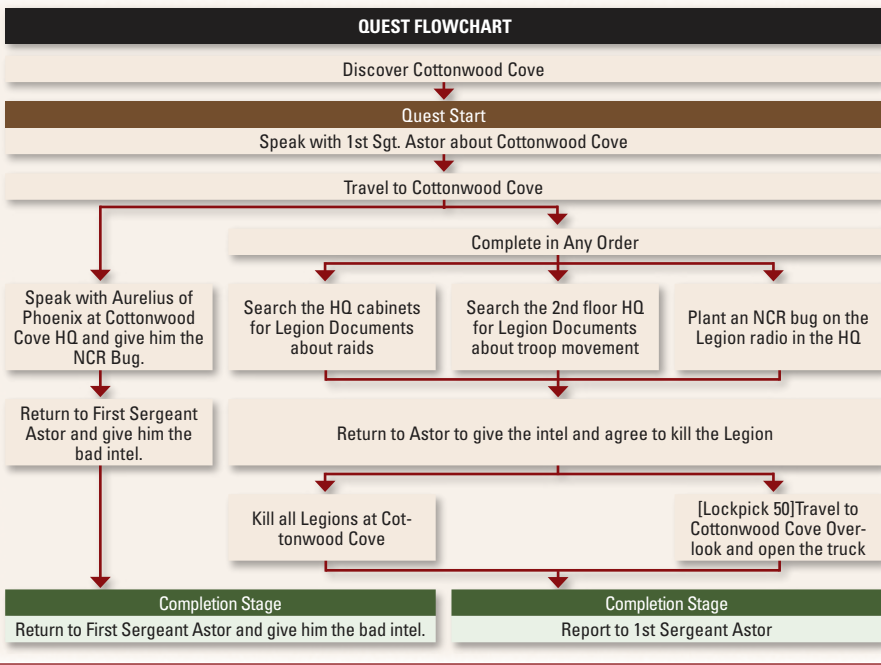 QUEST FLOWCHART
Discover Cottonwood Cove
Quest Start
Speak with 1st Sgt. Astor about Cottonwood Cove
Travel to Cottonwood Cove
Complete in Any Order
Speak with Aurelius of
Phoenix at Cottonwood
Cove HQ and give him the
NCR Bug.
Search the HQ cabinets
for Legion Documents
about raids
Search the 2nd floor HQ
for Legion Documents
about troop movement
Plant an NCR bug on the
Legion radio in the HQ
Return to First Sergeant
Astor and give him the
bad intel.
Return to Astor to give the intel and agree to kill the Legion
Kill all Legions at Cot-
tonwood Cove
[Lockpick 50]Travel to
Cottonwood Cove Over-
look and open the truck
Completion Stage
Return to First Sergeant Astor and give him the bad intel.
Completion Stage
Report to 1st Sergeant Astor